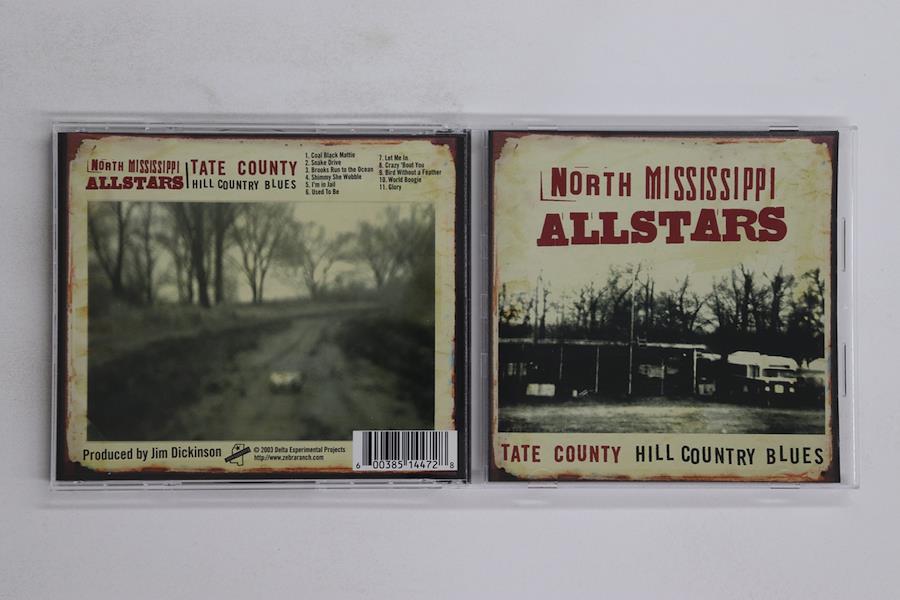 NORTH MISSISSIPPI
ALLSTARS
TATE COUNTY
HILL COUNTRY BLUES
1. Coal Black Mattie
2. Snake Drive
3. Brooks Run to the Ocean
4. Shimmy She Wobble
5. I'm in Jail
6. Used To Be
7. Let Me In
8. Crazy 'Bout You
9. Bird Without a Feather
10. World Boogie
11. Glory
Produced by Jim Dickinson
© 2003 Delta Experimental Projects
http://www.zebraranch.com
6 00385 14472 8
NORTH MISSISSIPPI
ALLSTARS
TATE COUNTY HILL COUNTRY BLUES